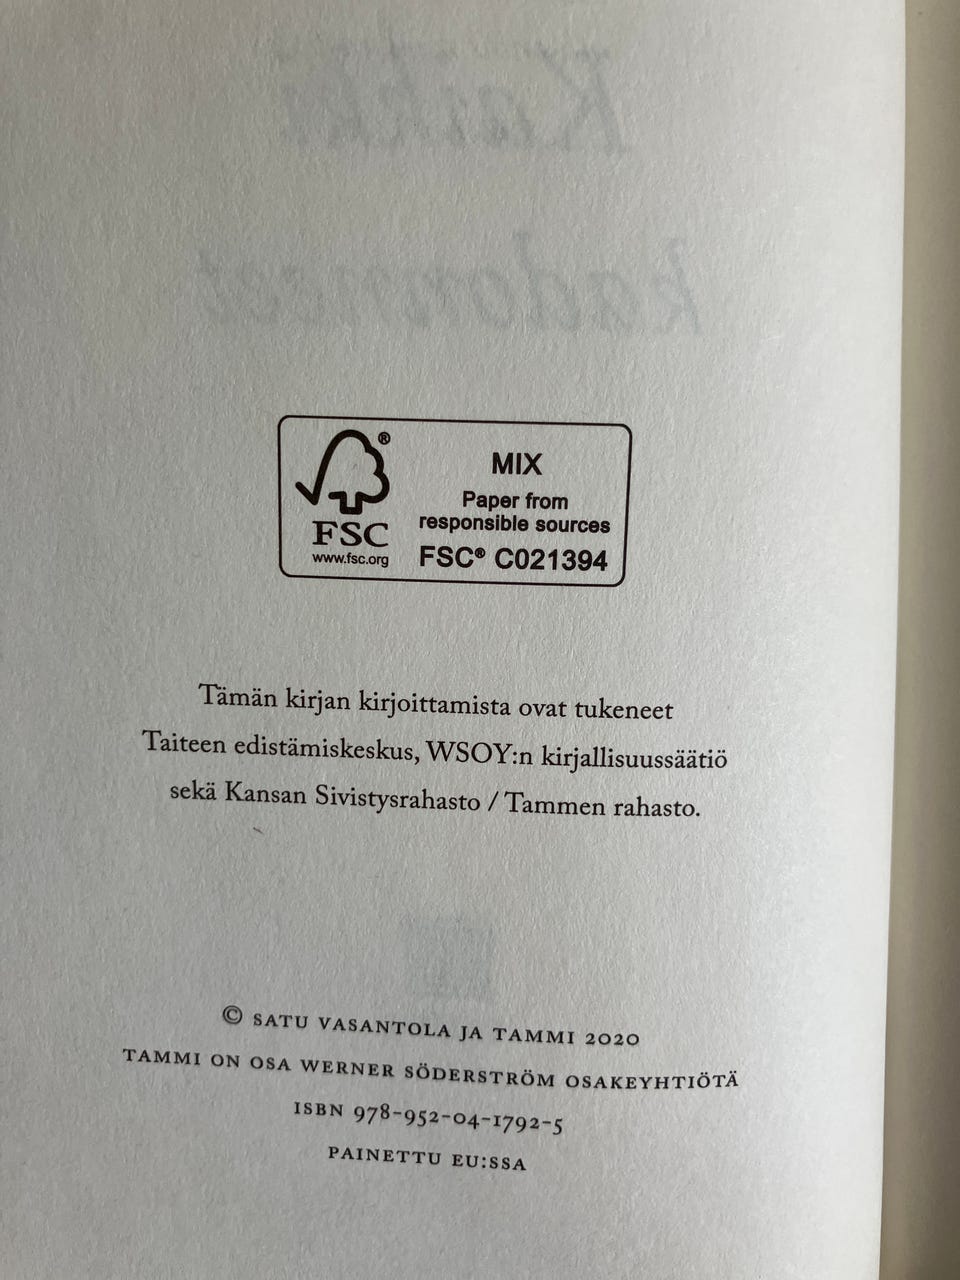 Kaikki
kadonneet
®
FSC
www.fsc.org
MIX
Paper from
responsible sources
FSC® C021394
Tämän kirjan kirjoittamista ovat tukeneet
Taiteen edistämiskeskus, WSOY:n kirjallisuussäätiö
sekä Kansan Sivistysrahasto / Tammen rahasto.
© SATU VASANTOLA JA TAMMI 2020
TAMMI ON OSA WERNER SÖDERSTRÖM OSAKEYHTIÖTÄ
ISBN 978-952-04-1792-5
PAINETTU EU:SSA